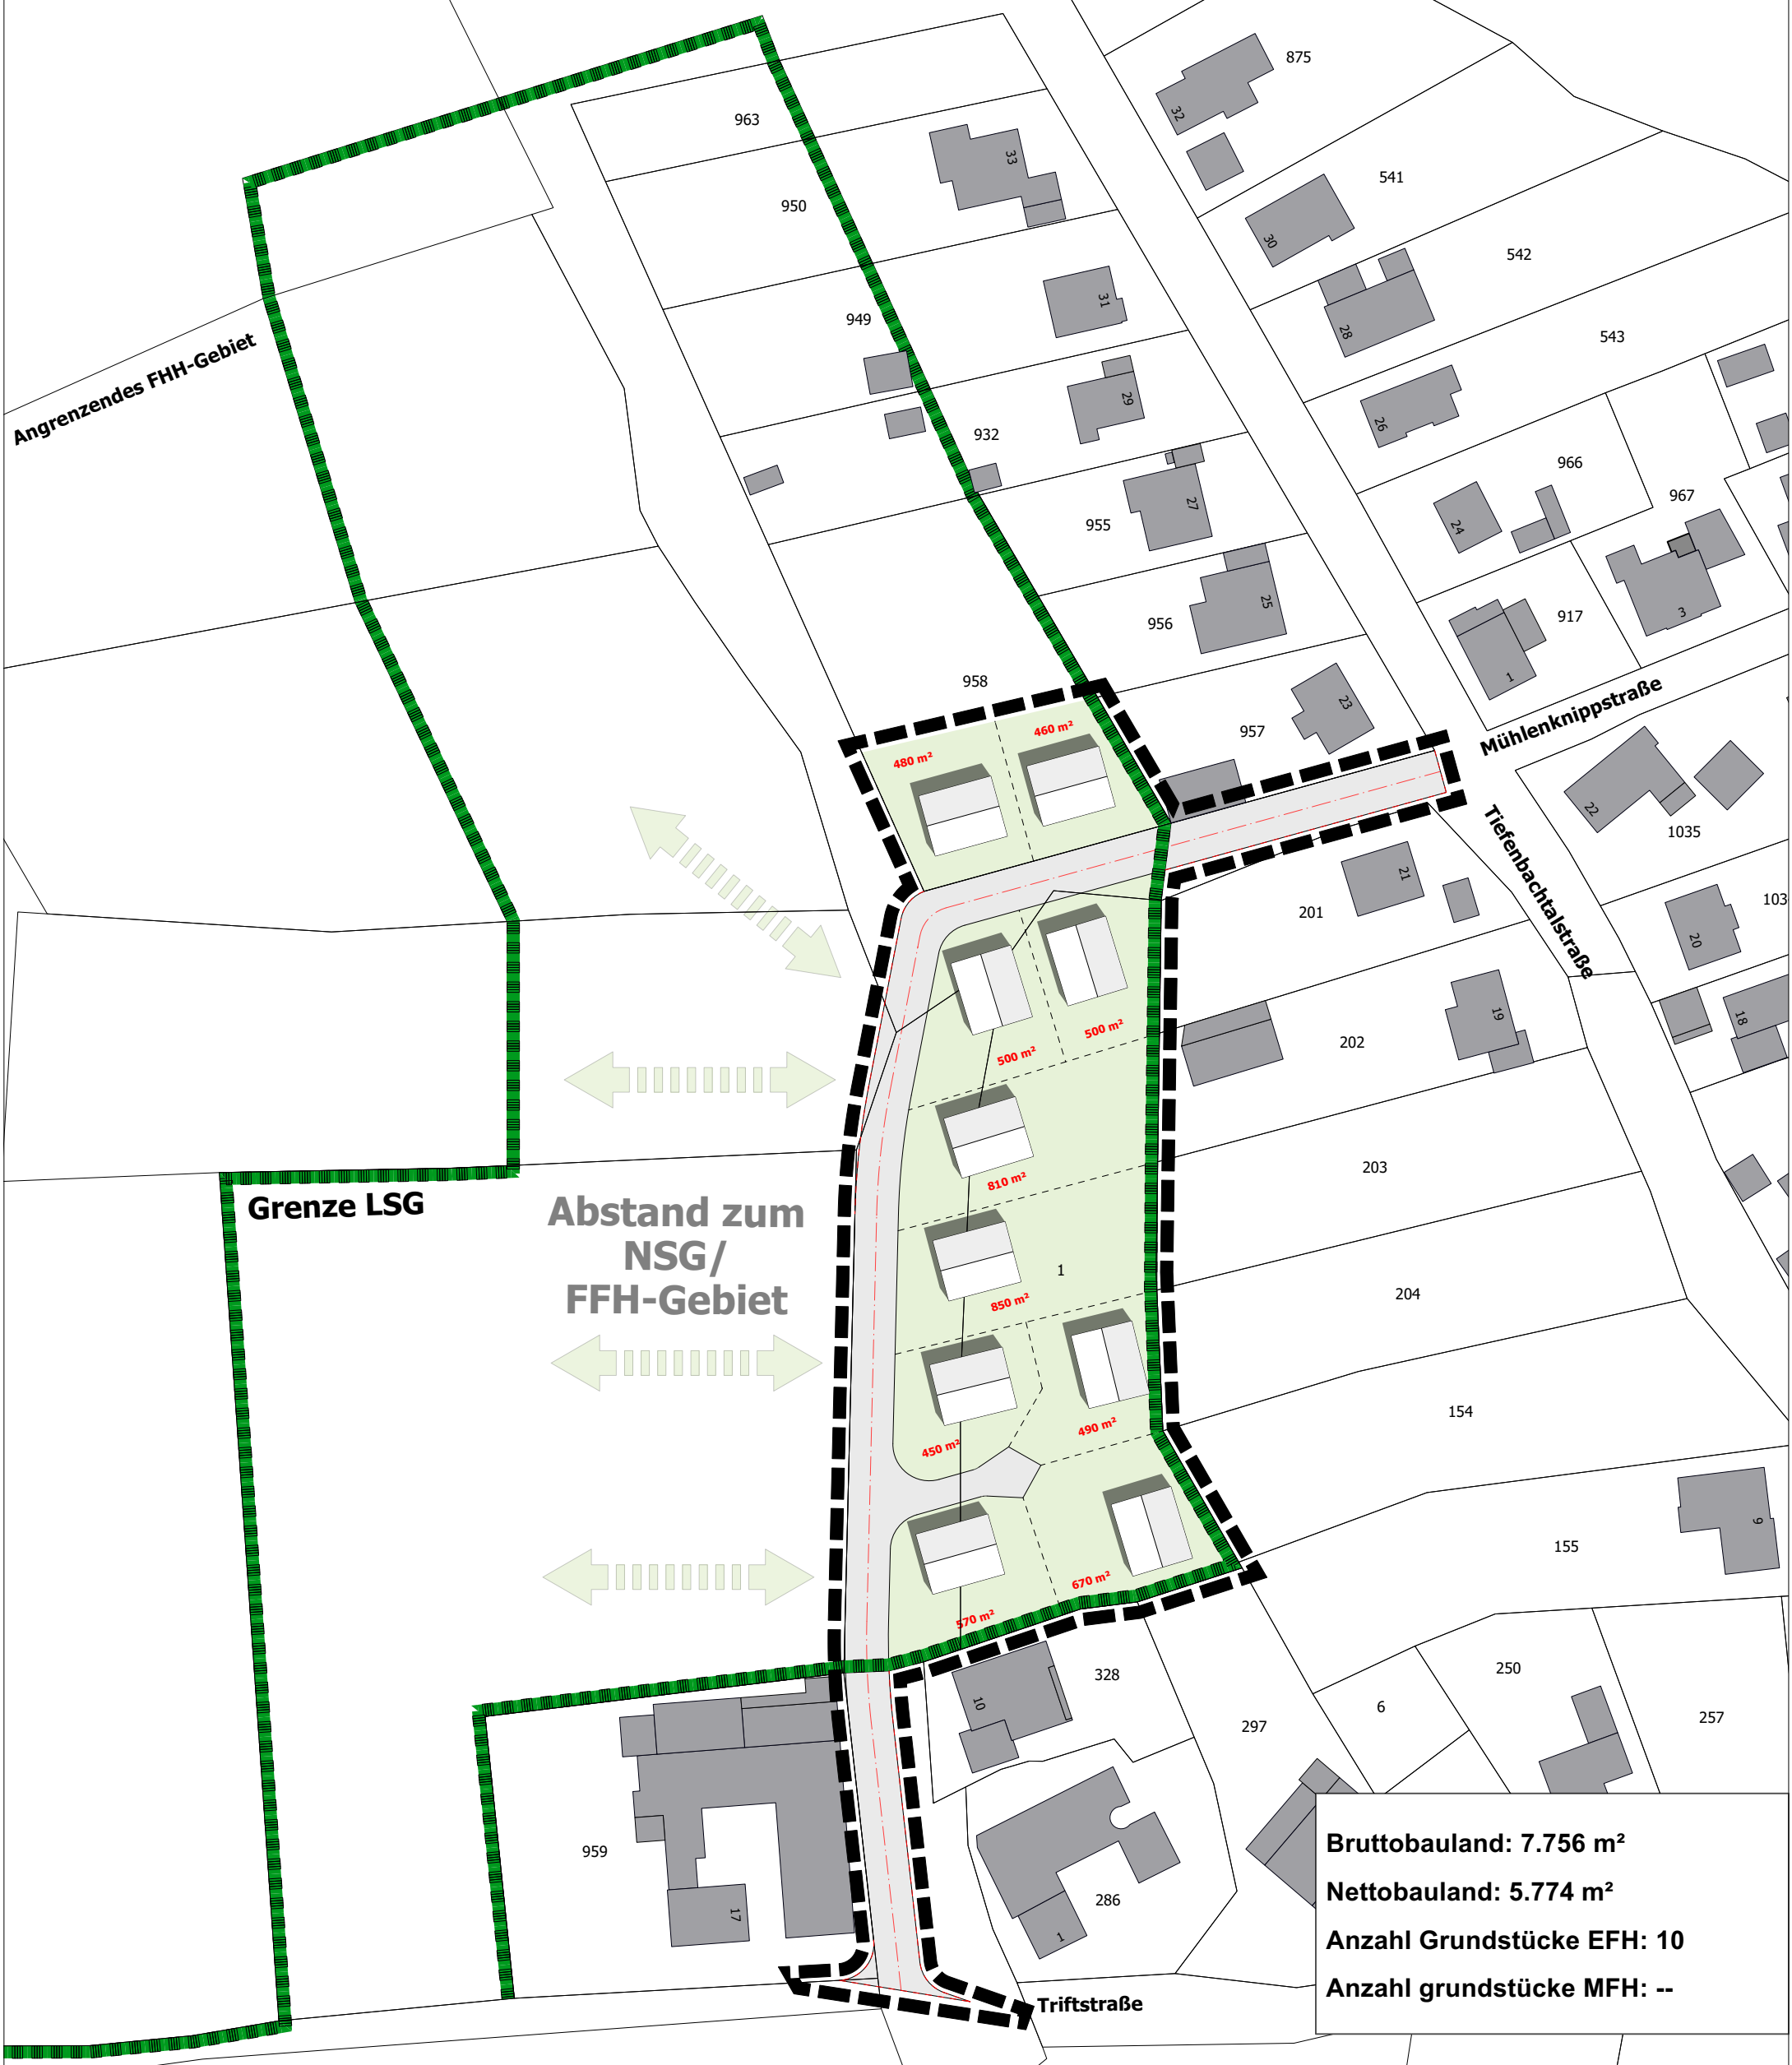 875
963
33
32
541
950
30
542
949
31
28
543
Angrenzendes FHH-Gebiet
29
26
932
966
967
24
955
27
25
956
917
3
1
958
23
957
Mühlenknippstraße
460 m²
480 m²
22
1035
Tiefenbachtalstraße
21
201
103
20
500 m²
500 m²
202
19
18
203
810 m²
Grenze LSG
Abstand zum
NSG/
FFH-Gebiet
1
850 m²
204
154
490 m²
450 m²
9
155
670 m²
570 m²
328
250
10
6
257
297
959
286
17
1
Triftstraße
Bruttobauland: 7.756 m²
Nettobauland: 5.774 m²
Anzahl Grundstücke EFH: 10
Anzahl grundstücke MFH: --